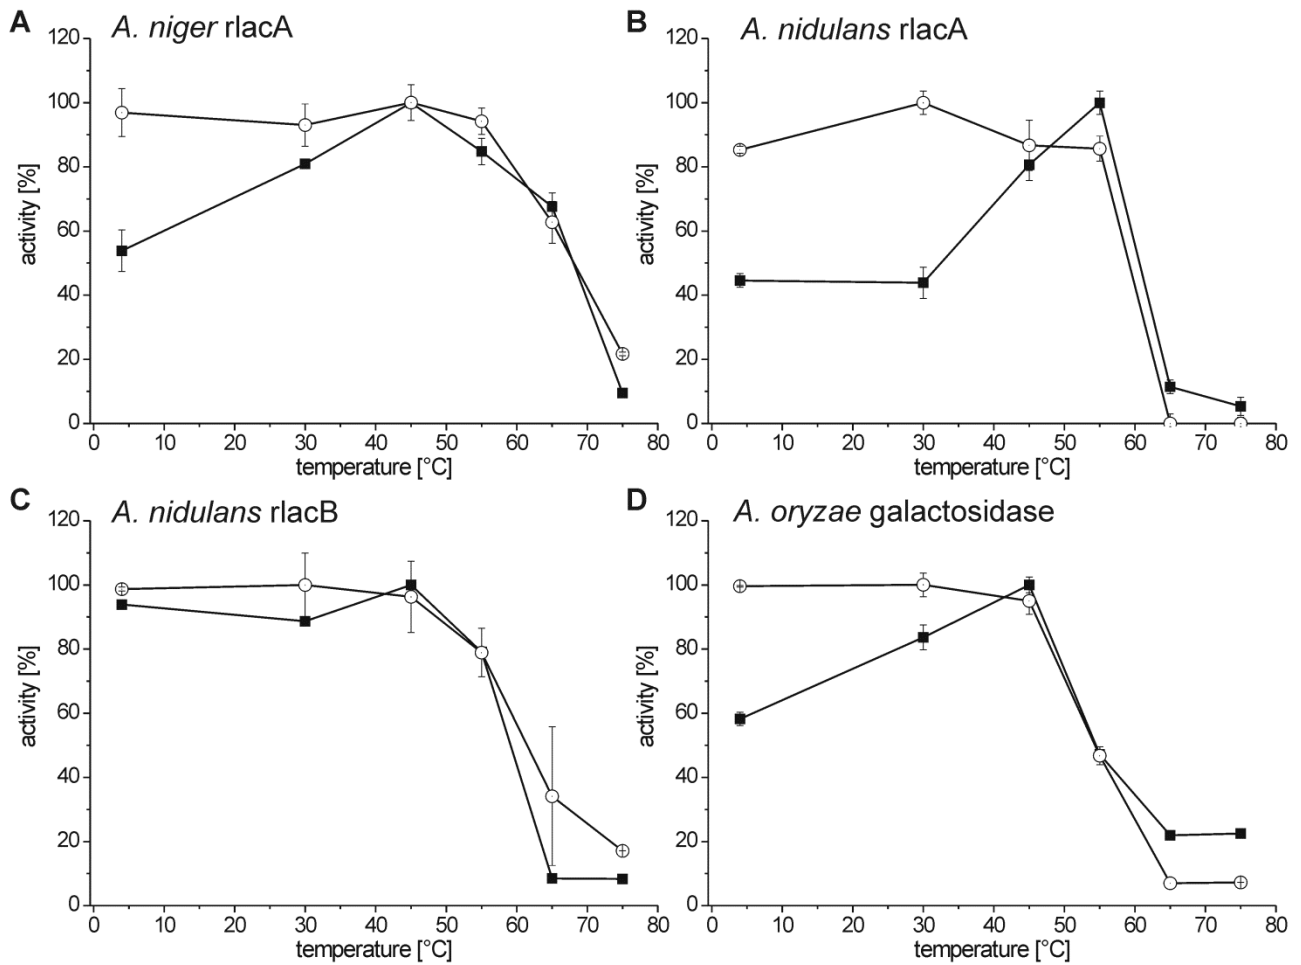 A
A. niger rlacA
120
100
80
60
40
20
0
activity [%]
0 10 20 30 40 50 60 70 80
temperature [°C]
B
A. nidulans rlacA
120
100
80
60
40
20
0
activity [%]
0 10 20 30 40 50 60 70 80
temperature [°C]
C
A. nidulans rlacB
120
100
80
60
40
20
0
activity [%]
0 10 20 30 40 50 60 70 80
temperature [°C]
D
A. oryzae galactosidase
120
100
80
60
40
20
0
activity [%]
0 10 20 30 40 50 60 70 80
temperature [°C]